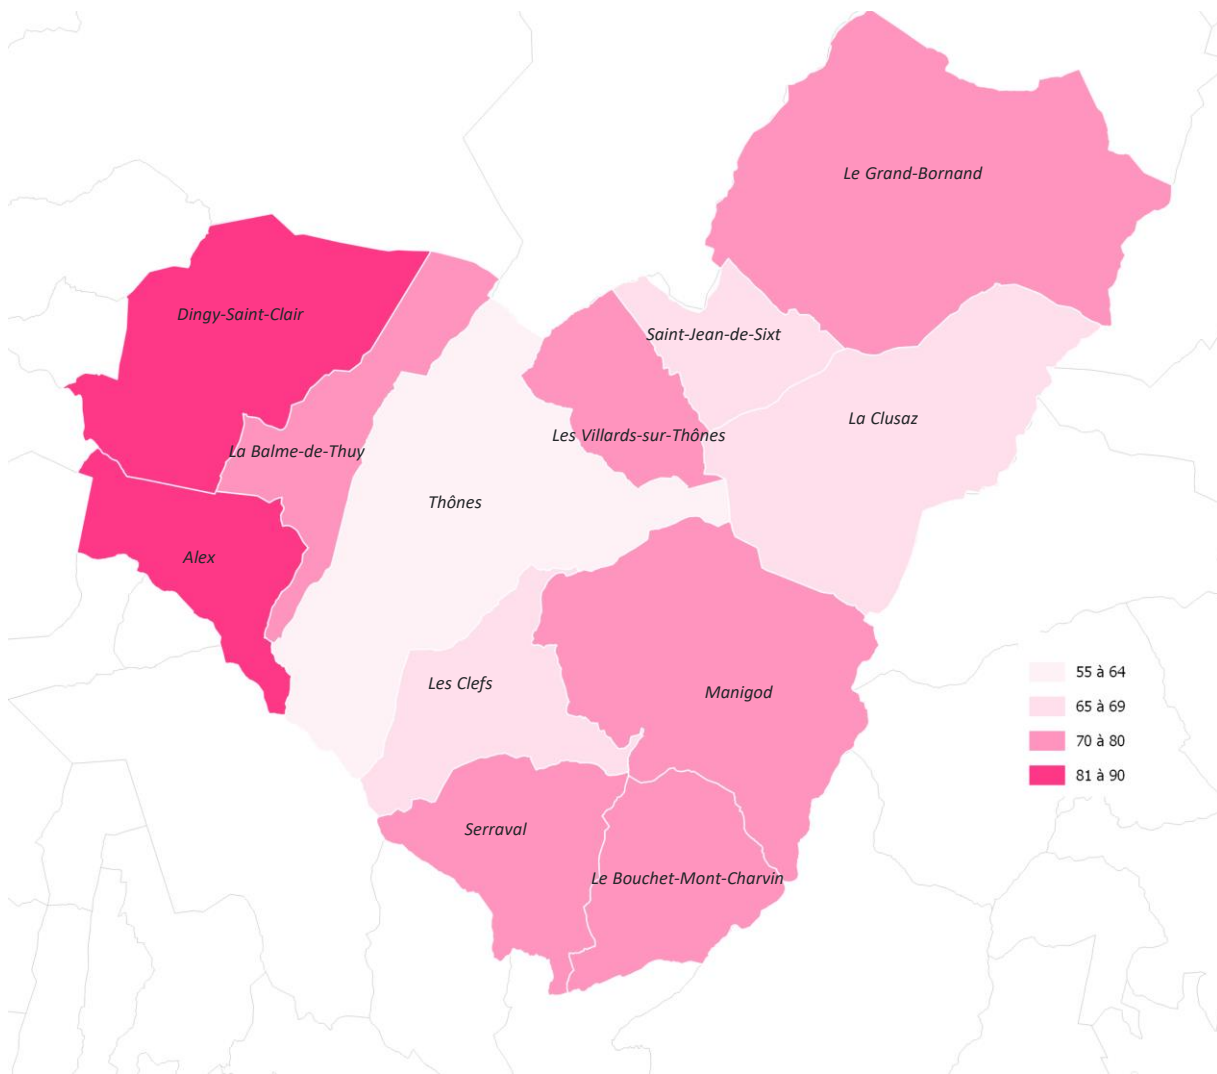 Le Grand-Bornand
Dingy-Saint-Clair
Saint-Jean-de-Sixt
La Clusaz
Les Villards-sur-Thônes
La Balme-de-Thuy
Thônes
Alex
Les Clefs
Manigod
Serraval
Le Bouchet-Mont-Charvin
55 à 64
65 à 69
70 à 80
81 à 90